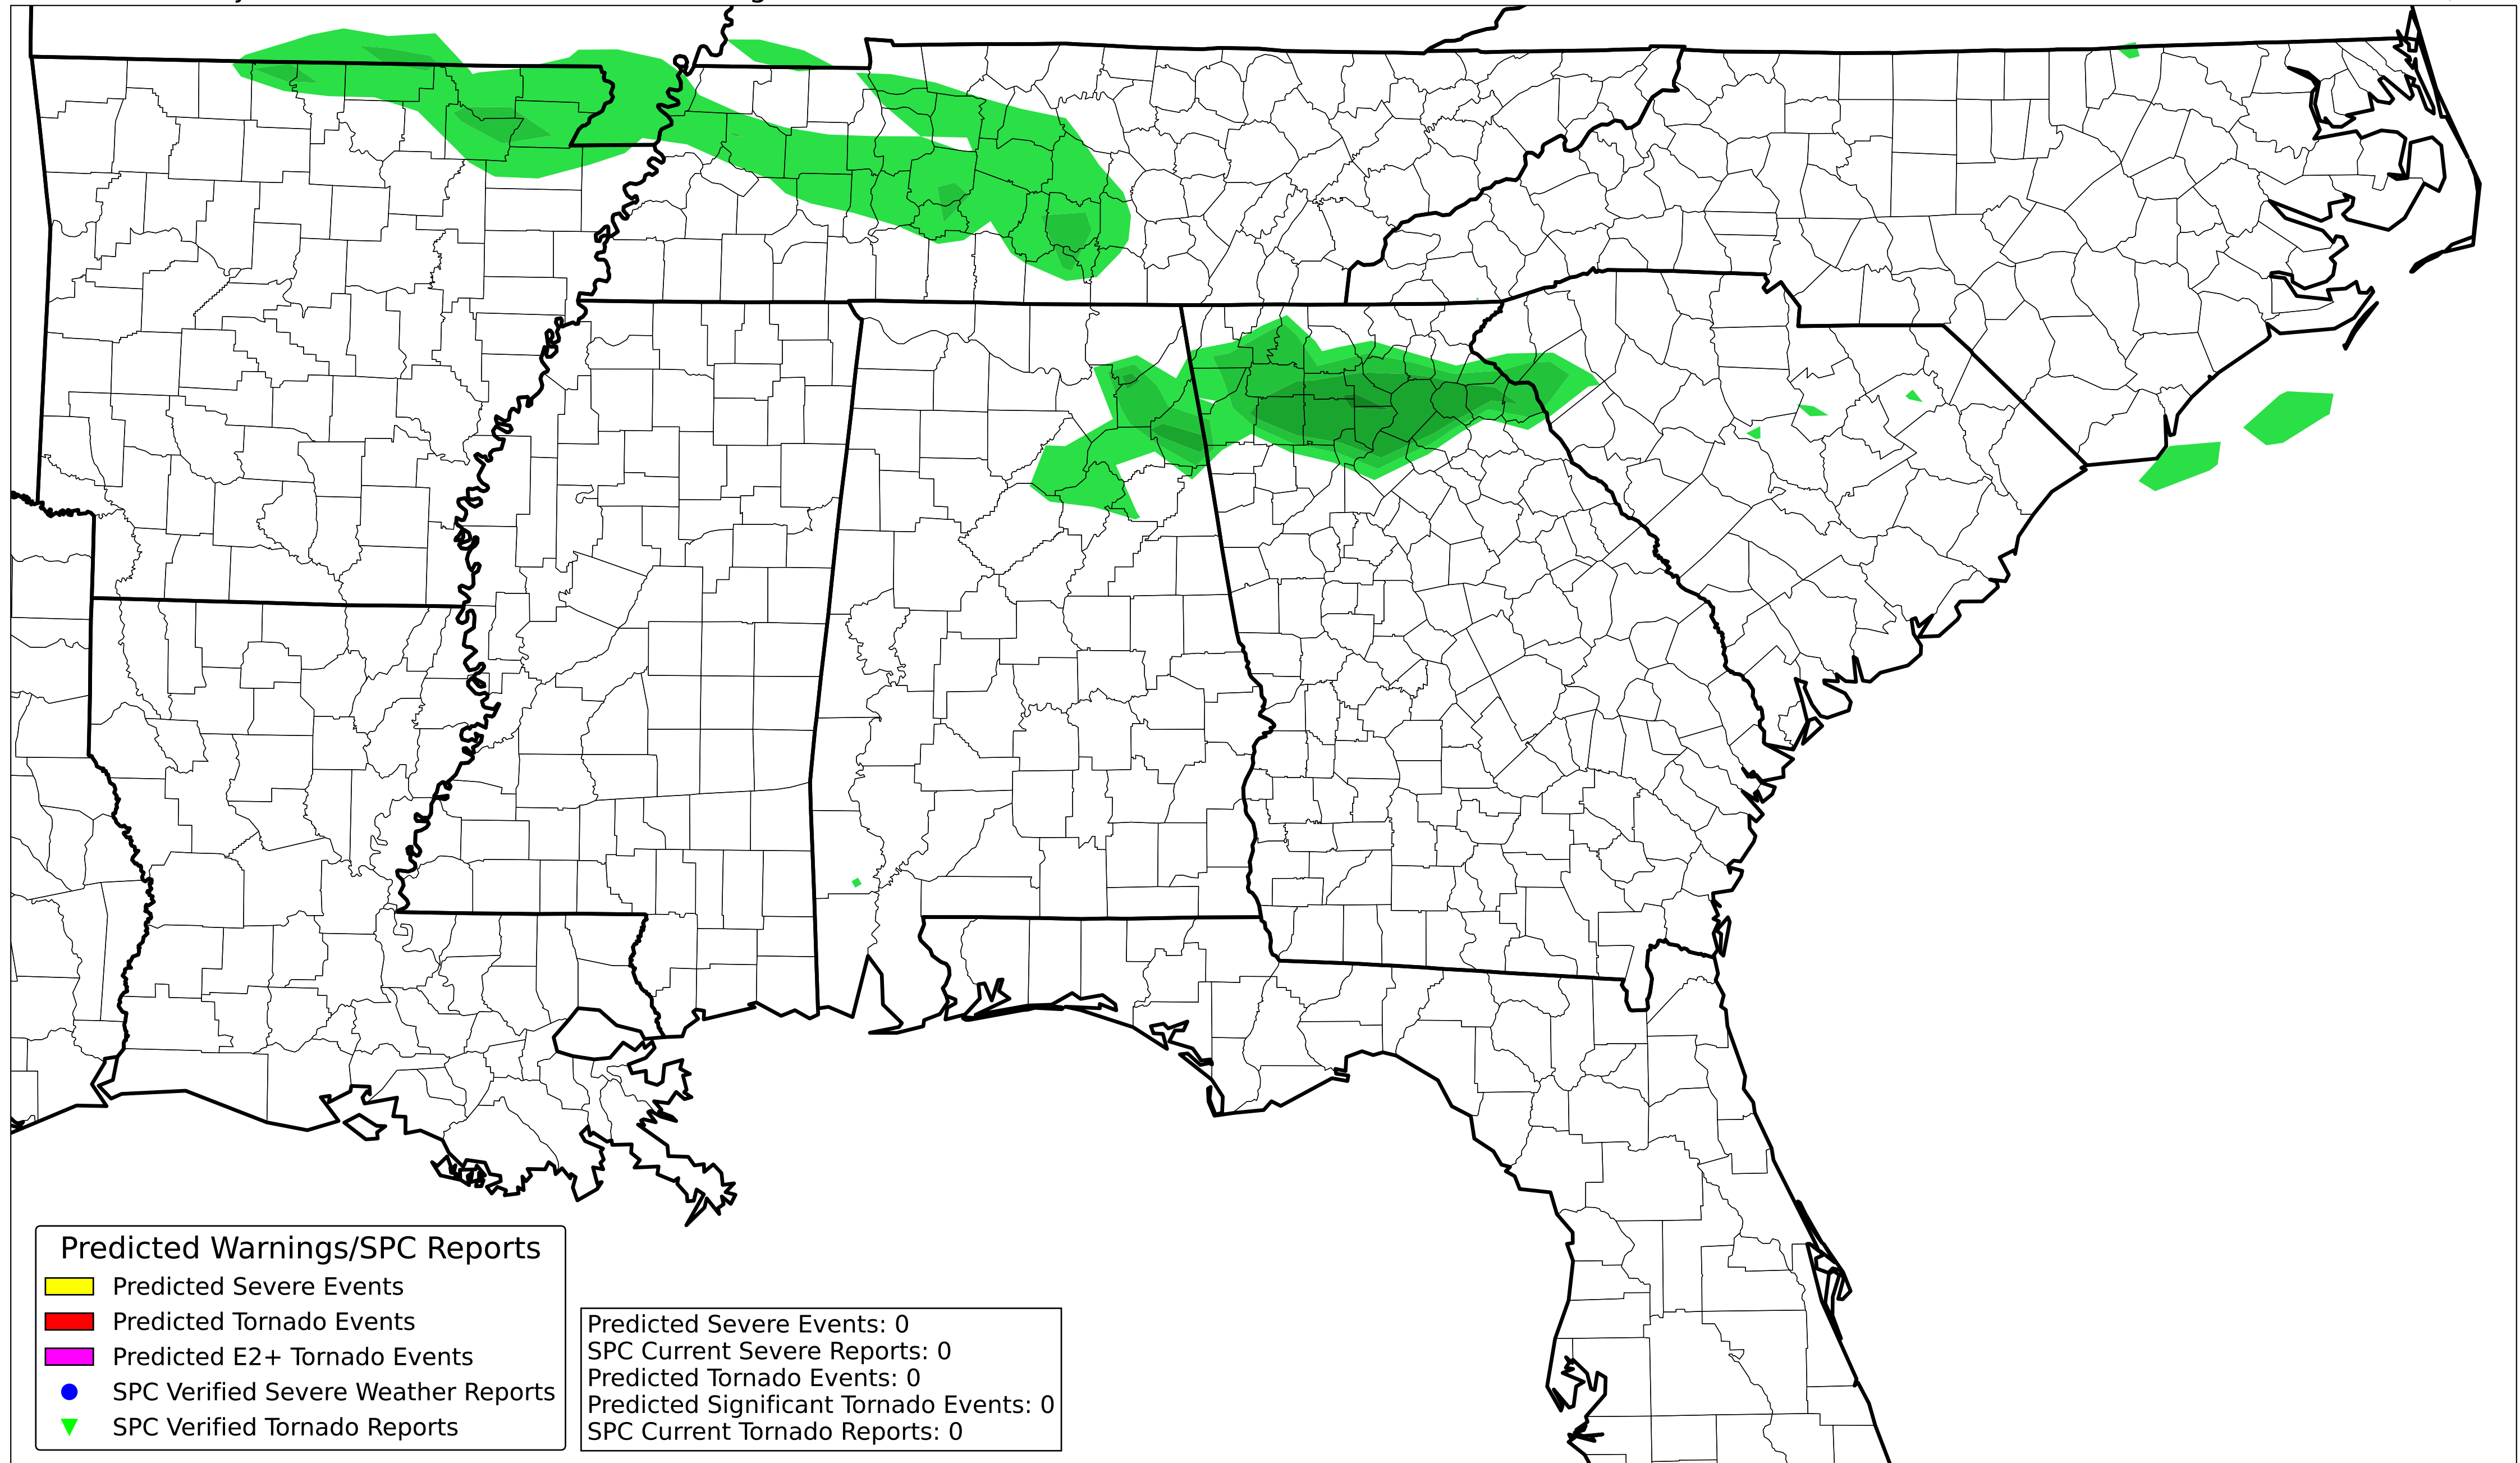 Predicted Warnings/SPC Reports
Predicted Severe Events
Predicted Tornado Events
Predicted E2+ Tornado Events
SPC Verified Severe Weather Reports
SPC Verified Tornado Reports
Predicted Severe Events: 0
SPC Current Severe Reports: 0
Predicted Tornado Events: 0
Predicted Significant Tornado Events: 0
SPC Current Tornado Reports: 0